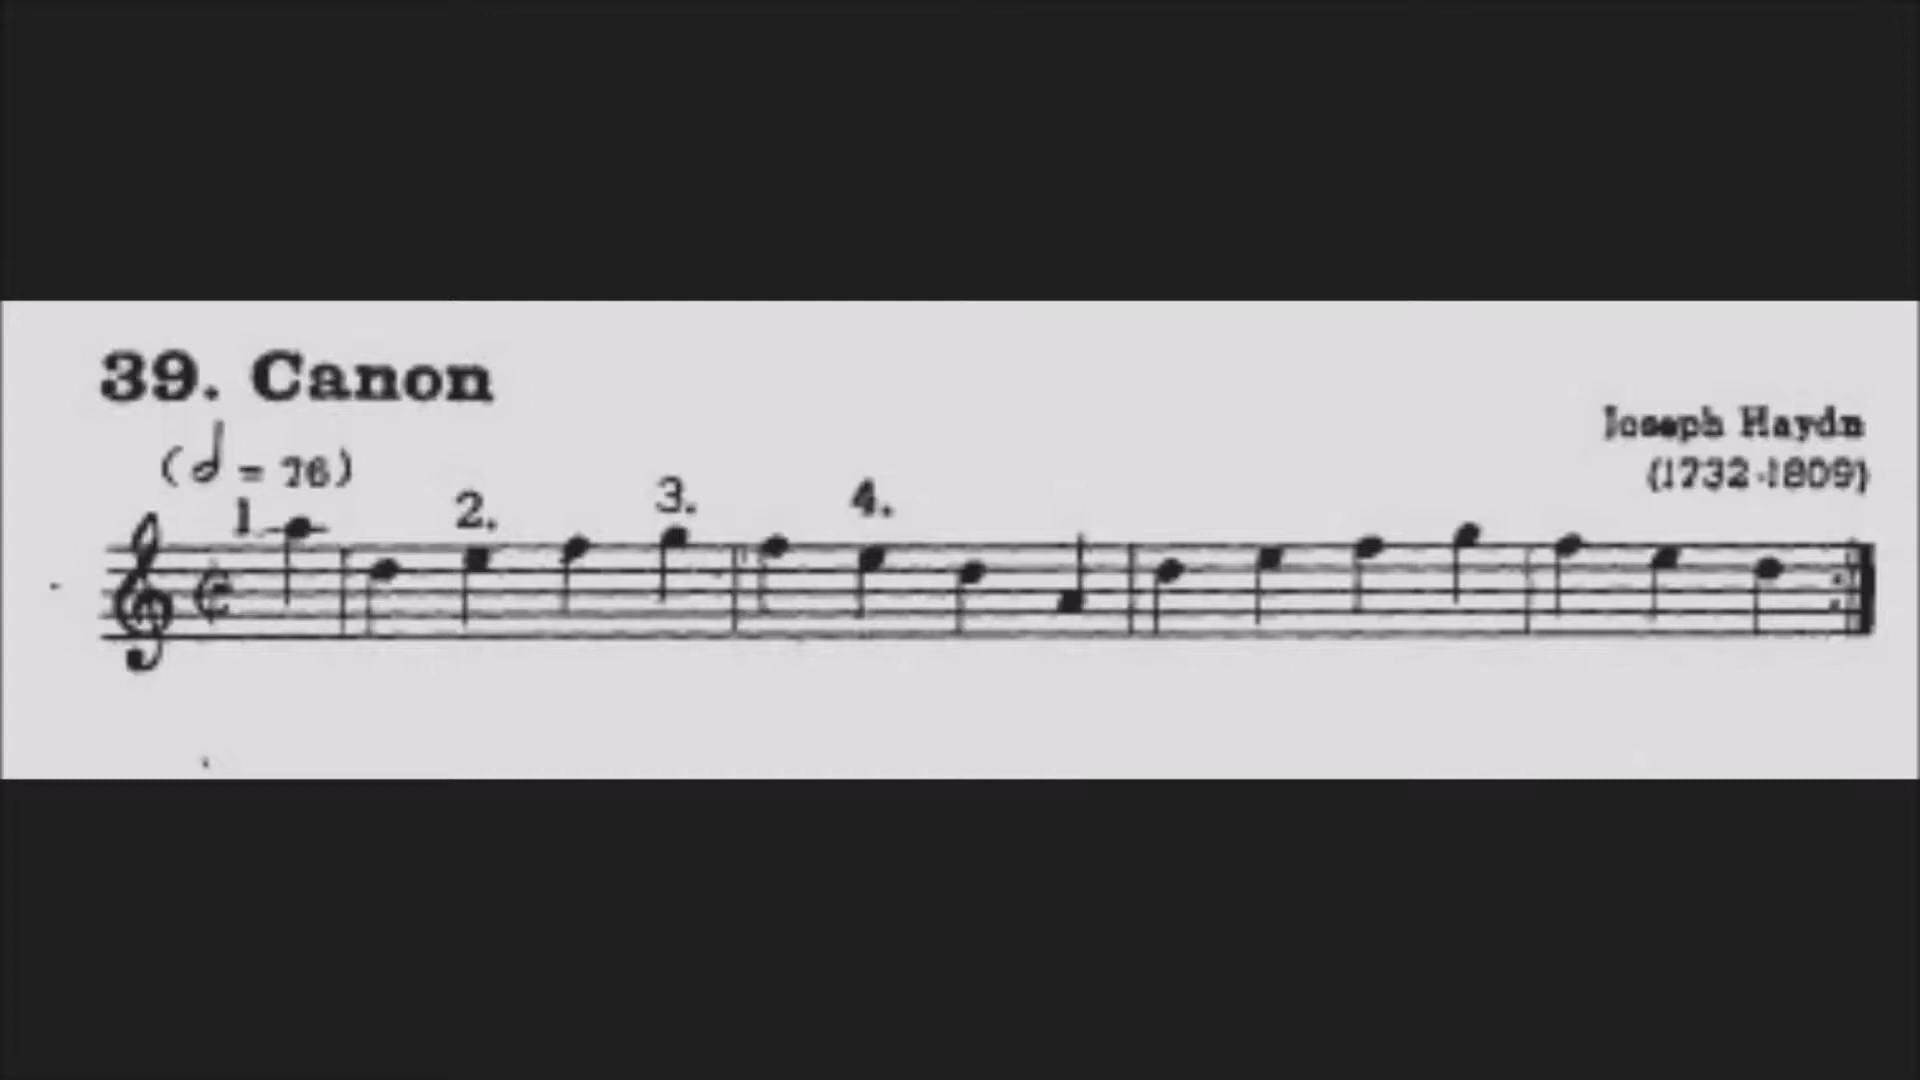 39. Canon
Joseph Haydn
(𝅗𝅥 = 76)
(1732-1809)
1 2. 3. 4.